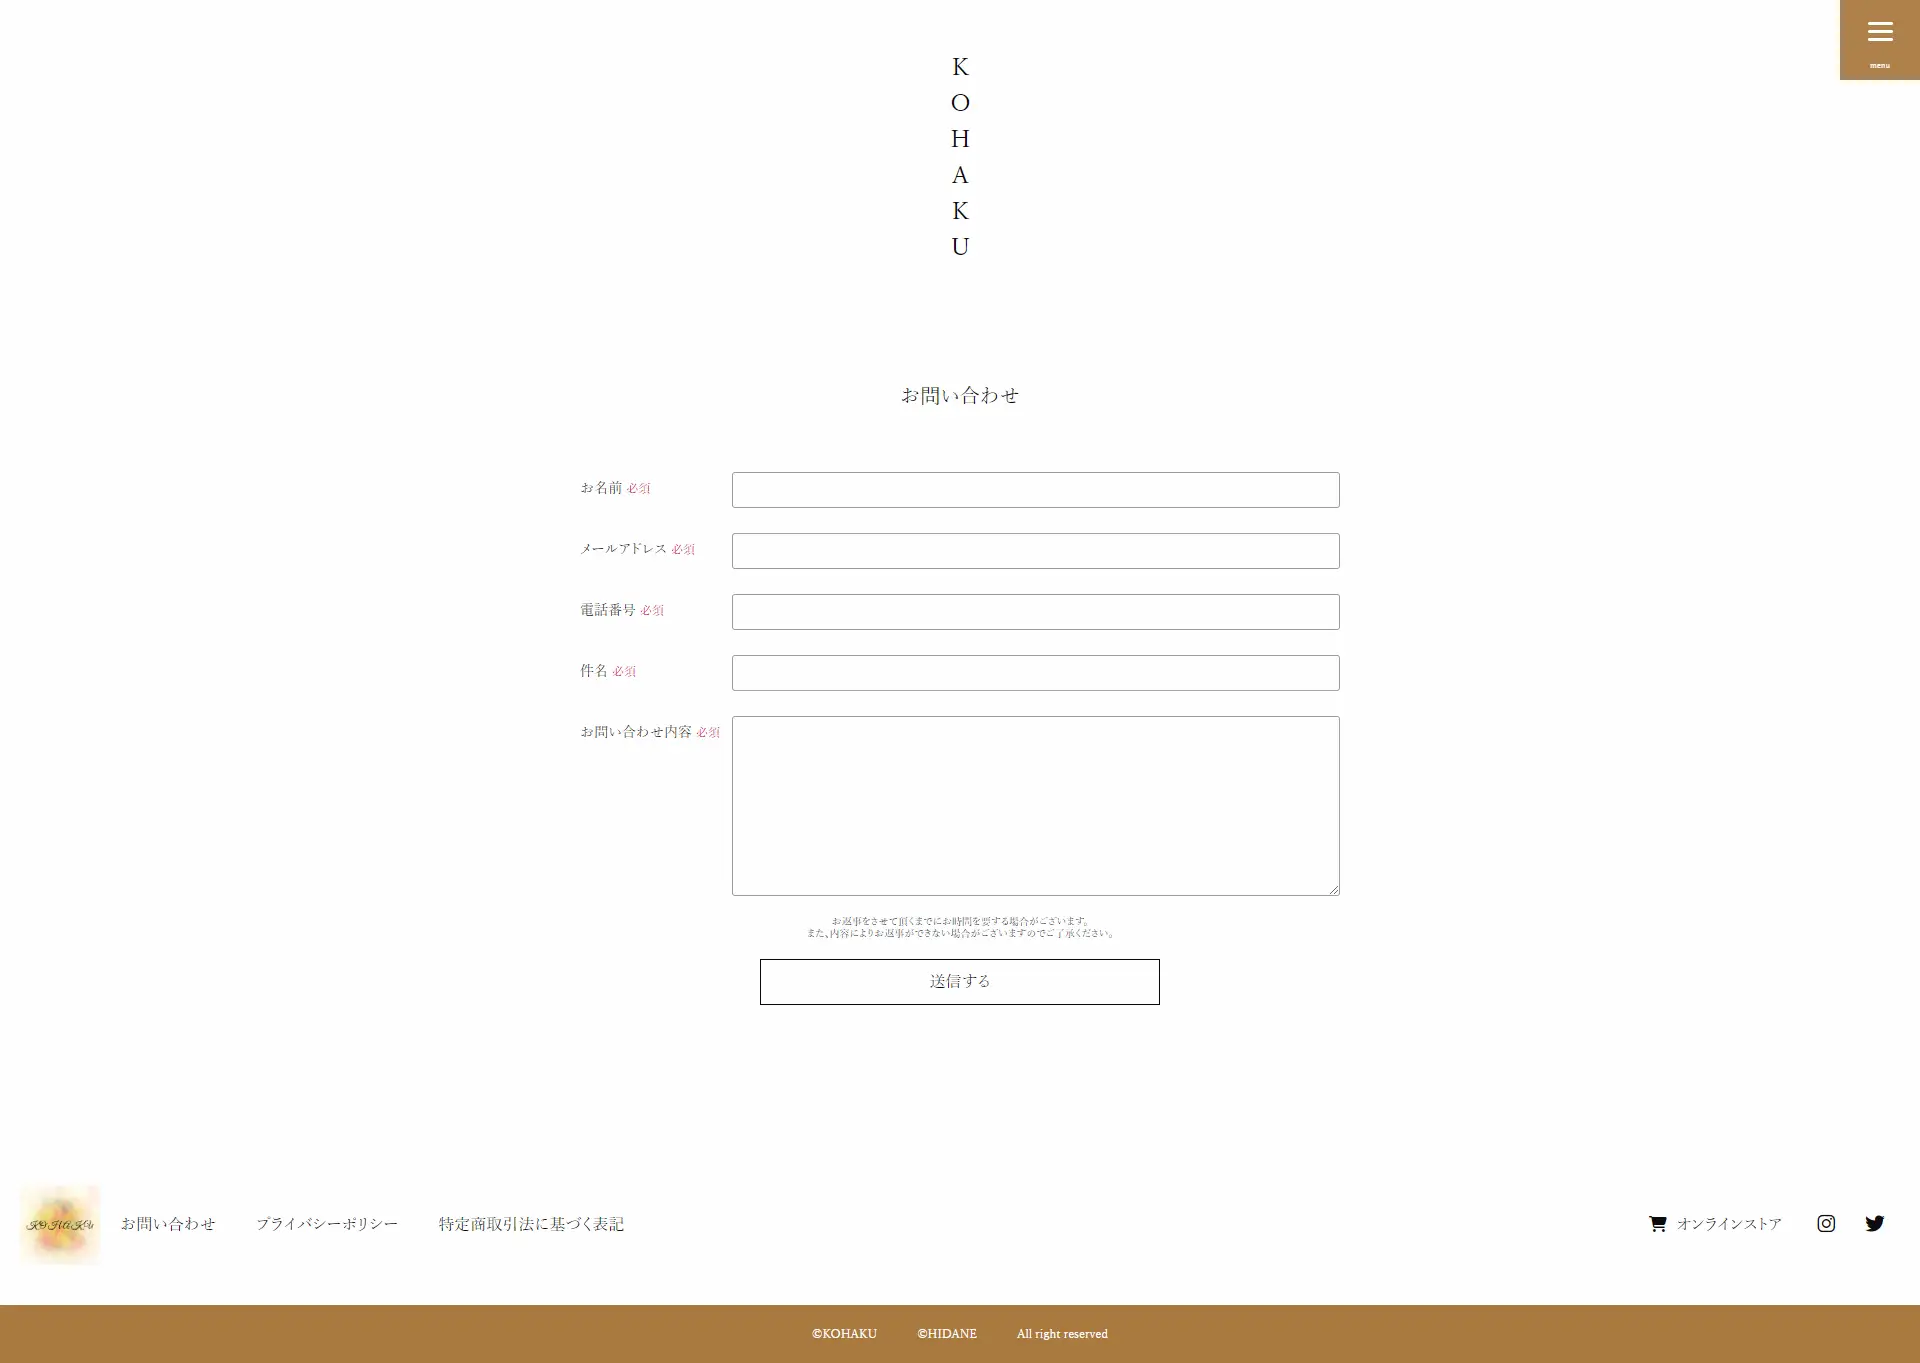 menu
KOHAKU
お問い合わせ
お名前 必須
メールアドレス 必須
電話番号 必須
件名 必須
お問い合わせ内容 必須
お返事をさせて頂くまでにお時間を要する場合がございます。
また、内容によりお返事ができない場合がございますのでご了承ください。
送信する
KOHAKU
お問い合わせ
プライバシーポリシー
特定商取引法に基づく表記
オンラインストア
©KOHAKU ©HIDANE All right reserved